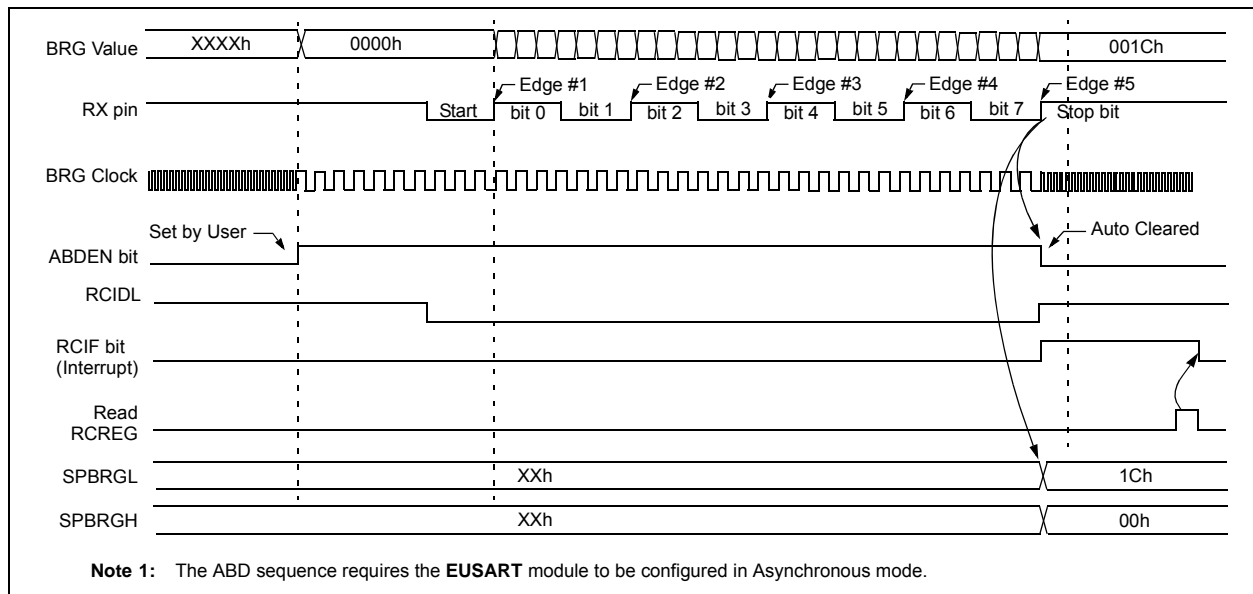 BRG Value XXXXh 0000h 001Ch
Edge #1 Edge #2 Edge #3 Edge #4 Edge #5
RX pin Start bit 0 bit 1 bit 2 bit 3 bit 4 bit 5 bit 6 bit 7 Stop bit
BRG Clock
Set by User Auto Cleared
ABDEN bit
RCIDL
RCIF bit
(Interrupt)
Read
RCREG
SPBRGL XXh 1Ch
SPBRGH XXh 00h
Note 1: The ABD sequence requires the EUSART module to be configured in Asynchronous mode.